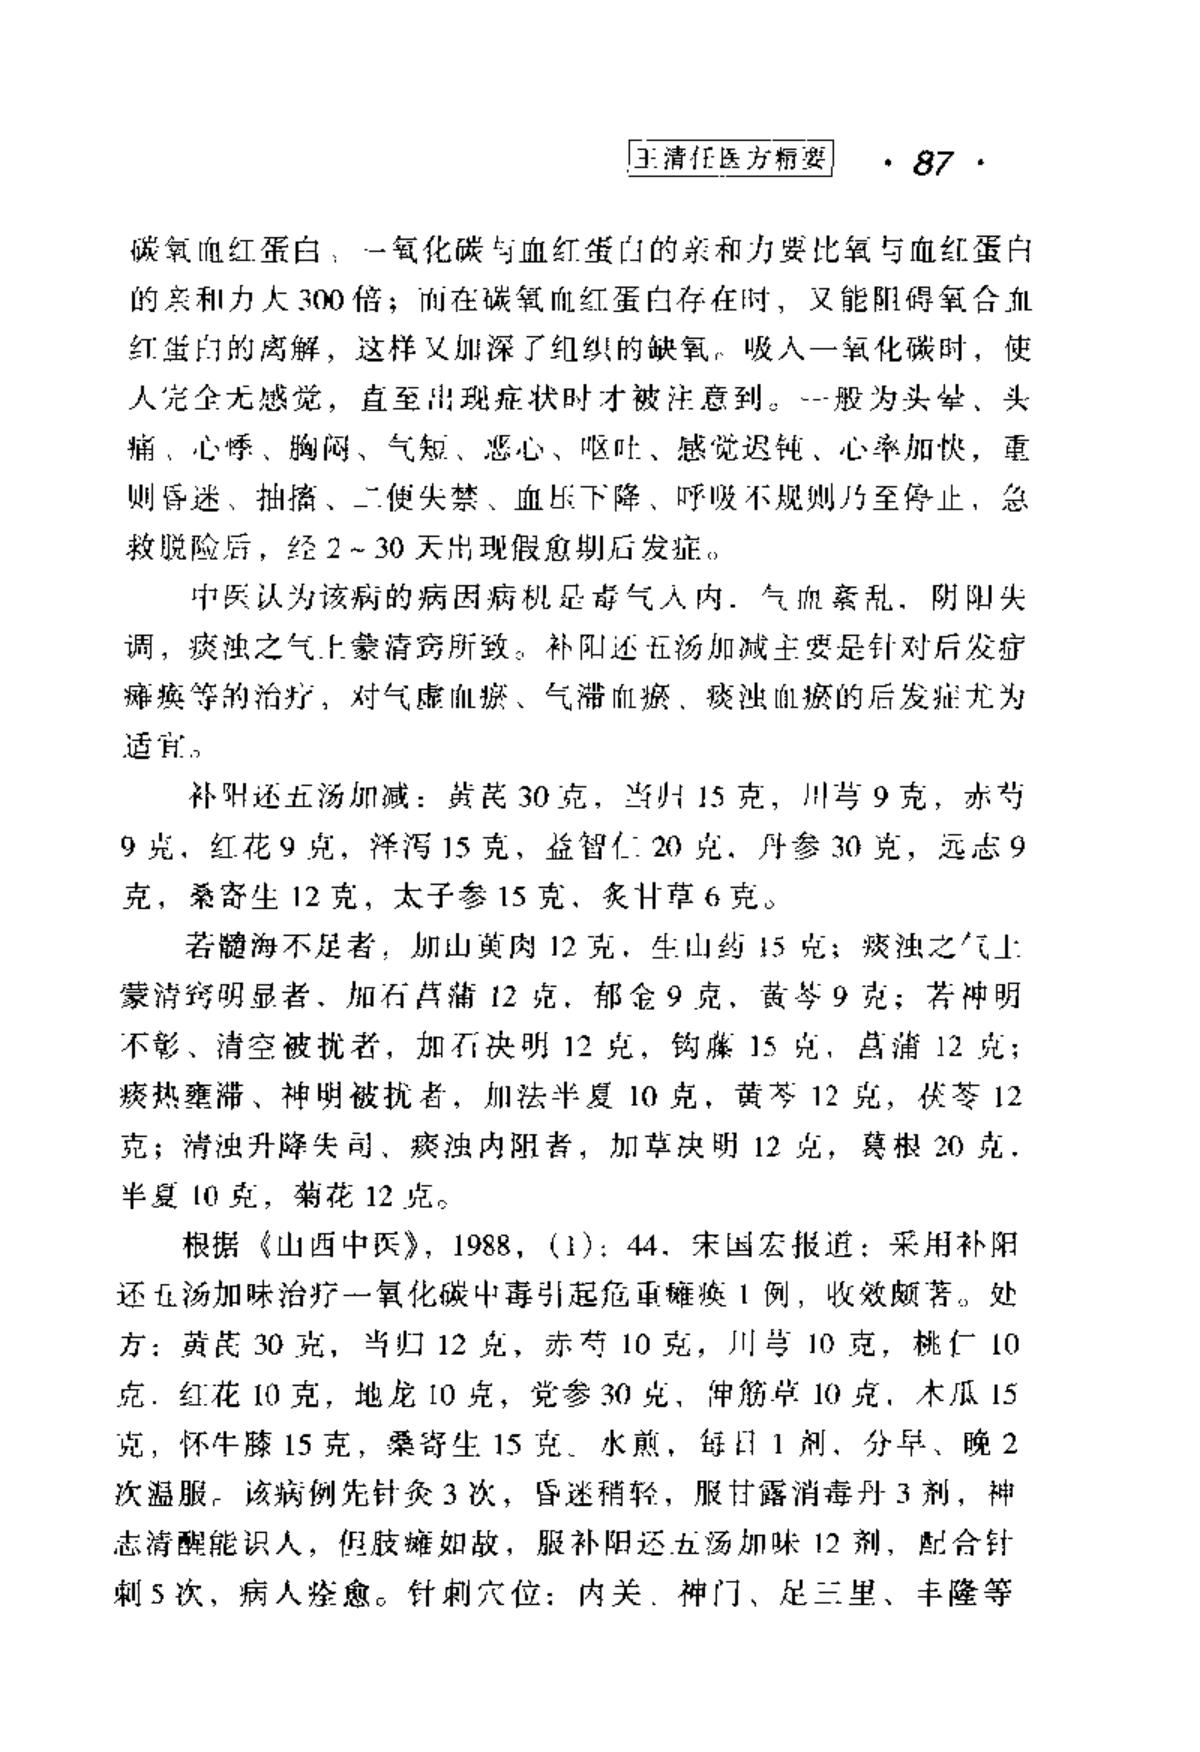 王清任医方精要 · 87 ·
碳氧血红蛋白，一氧化碳与血红蛋白的亲和力要比氧与血红蛋白
的亲和力大 300 倍；而在碳氧血红蛋白存在时，又能阻碍氧合血
红蛋白的离解，这样又加深了组织的缺氧。吸入一氧化碳时，使
人完全无感觉，直至出现症状时才被注意到。一般为头晕、头
痛、心悸、胸闷、气短、恶心、呕吐、感觉迟钝、心率加快，重
则昏迷、抽搐、二便失禁、血压下降、呼吸不规则乃至停止，急
救脱险后，经 2～30 天出现假愈期后发症。
中医认为该病的病因病机是毒气入内，气血紊乱，阴阳失
调，痰浊之气上蒙清窍所致。补阳还五汤加减主要是针对后发症
瘫痪等的治疗，对气虚血瘀、气滞血瘀、痰浊血瘀的后发症尤为
适宜。
补阳还五汤加减：黄芪 30 克，当归 15 克，川芎 9 克，赤芍
9 克，红花 9 克，泽泻 15 克，益智仁 20 克，丹参 30 克，远志 9
克，桑寄生 12 克，太子参 15 克，炙甘草 6 克。
若髓海不足者，加山萸肉 12 克，生山药 15 克；痰浊之气上
蒙清窍明显者、加石菖蒲 12 克，郁金 9 克，黄芩 9 克；若神明
不彰、清空被扰者，加石决明 12 克，钩藤 15 克，菖蒲 12 克；
痰热壅滞、神明被扰者，加法半夏 10 克，黄芩 12 克，茯苓 12
克；清浊升降失司、痰浊内阻者，加草决明 12 克，葛根 20 克，
半夏 10 克，菊花 12 克。
根据《山西中医》，1988，（1）：44，宋国宏报道：采用补阳
还五汤加味治疗一氧化碳中毒引起危重瘫痪 1 例，收效颇著。处
方：黄芪 30 克，当归 12 克，赤芍 10 克，川芎 10 克，桃仁 10
克，红花 10 克，地龙 10 克，党参 30 克，伸筋草 10 克，木瓜 15
克，怀牛膝 15 克，桑寄生 15 克。水煎，每日 1 剂，分早、晚 2
次温服。该病例先针灸 3 次，昏迷稍轻，服甘露消毒丹 3 剂，神
志清醒能识人，但肢瘫如故，服补阳还五汤加味 12 剂，配合针
刺 5 次，病人痊愈。针刺穴位：内关、神门、足三里、丰隆等